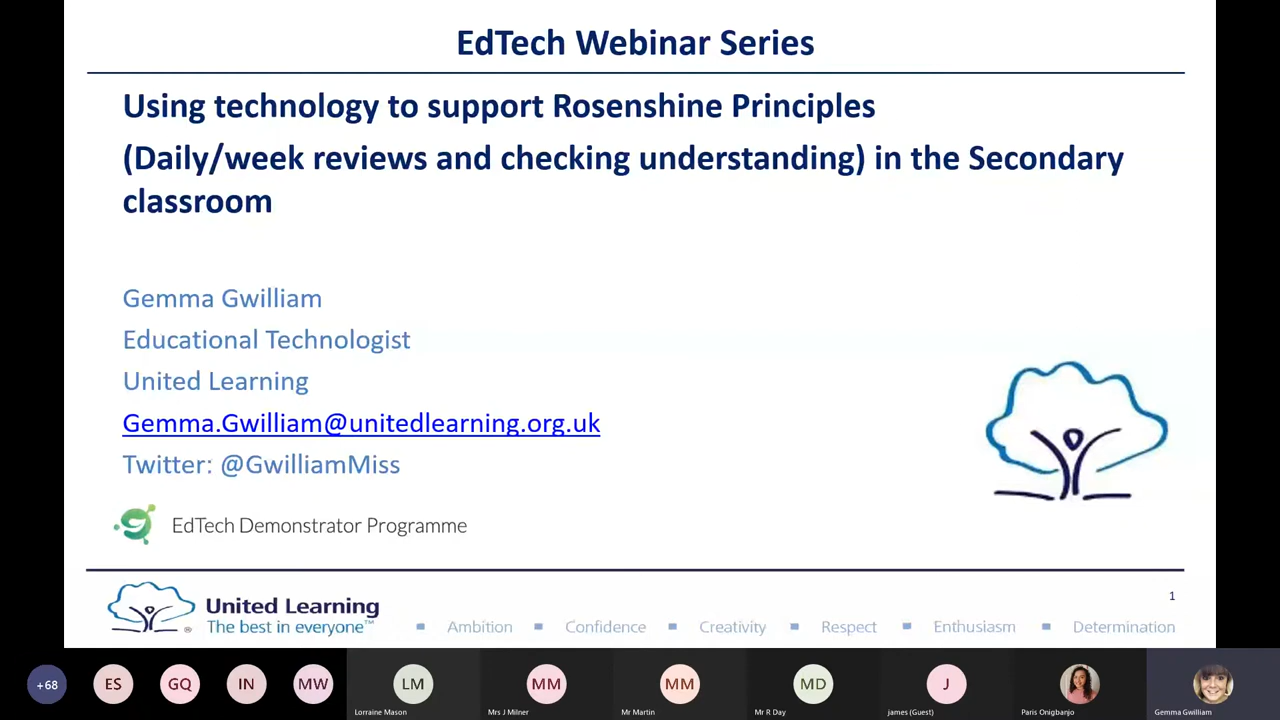 EdTech Webinar Series
Using technology to support Rosenshine Principles
(Daily/week reviews and checking understanding) in the Secondary
classroom
Gemma Gwilliam
Educational Technologist
United Learning
Gemma.Gwilliam@unitedlearning.org.uk
Twitter: @GwilliamMiss
EdTech Demonstrator Programme
1
United Learning
The best in everyone™
Ambition Confidence Creativity Respect Enthusiasm Determination
+68 ES GQ IN MW LM MM MM MD J
Lorraine Mason Mrs J Milner Mr Martin Mr R Day james (Guest) Paris Onigbanjo Gemma Gwilliam